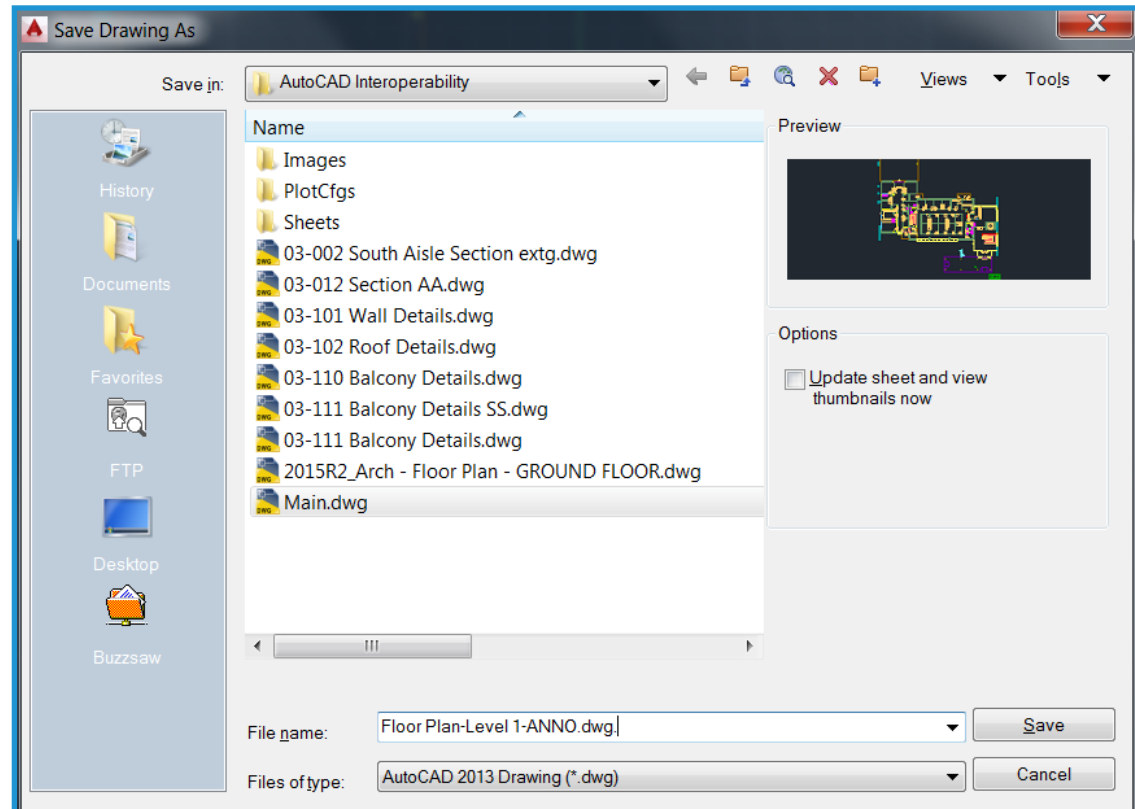 Save Drawing As
X
Save in:
AutoCAD Interoperability
Views
Tools
History
Documents
Favorites
FTP
Desktop
Buzzsaw
Name
Images
PlotCfgs
Sheets
03-002 South Aisle Section extg.dwg
03-012 Section AA.dwg
03-101 Wall Details.dwg
03-102 Roof Details.dwg
03-110 Balcony Details.dwg
03-111 Balcony Details SS.dwg
03-111 Balcony Details.dwg
2015R2_Arch - Floor Plan - GROUND FLOOR.dwg
Main.dwg
Preview
Options
Update sheet and view
thumbnails now
File name:
Floor Plan-Level 1-ANNO.dwg.
Save
Files of type:
AutoCAD 2013 Drawing (*.dwg)
Cancel